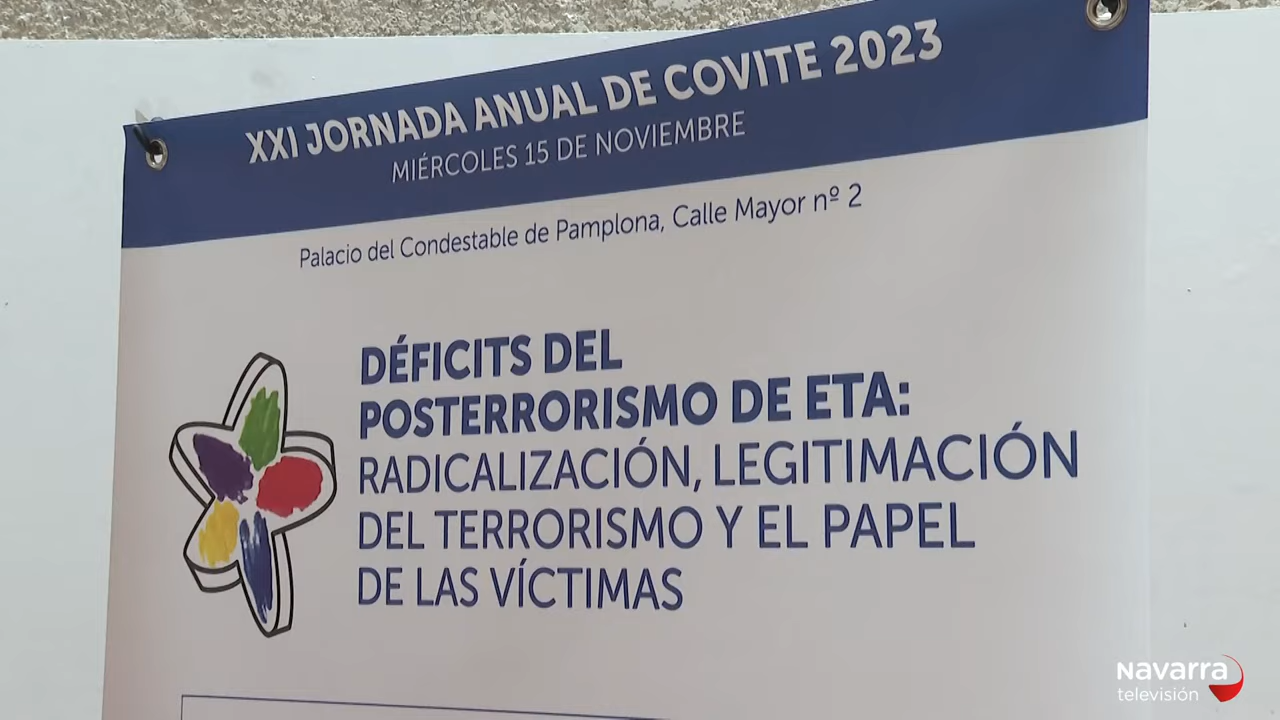 XXI JORNADA ANUAL DE COVITE 2023
MIÉRCOLES 15 DE NOVIEMBRE
Palacio del Condestable de Pamplona, Calle Mayor nº 2
DÉFICITS DEL
POSTERRORISMO DE ETA:
RADICALIZACIÓN, LEGITIMACIÓN
DEL TERRORISMO Y EL PAPEL
DE LAS VÍCTIMAS
Navarra
televisión